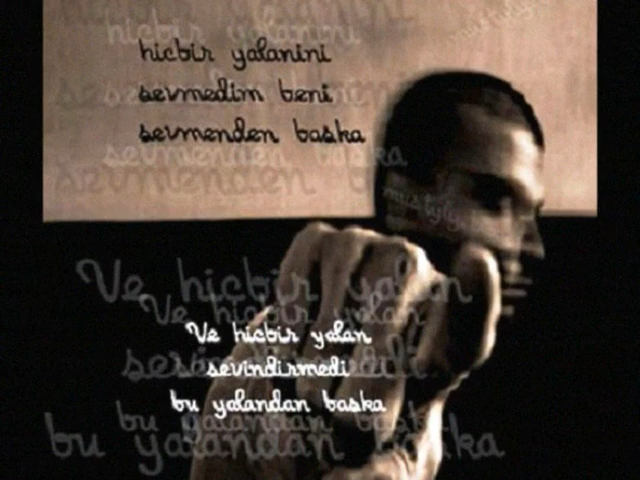 hicbir yalanini
sevmedim beni
sevmenden baska
Ve hicbir yalan
sevindirmedi
bu yalandan baska